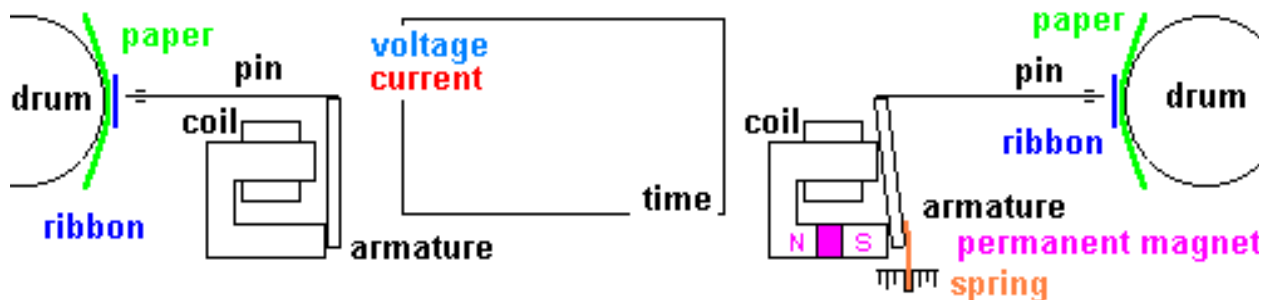 paper
pin
drum
coil
ribbon
armature
voltage
current
time
paper
pin
drum
coil
ribbon
armature
N S
permanent magnet
spring